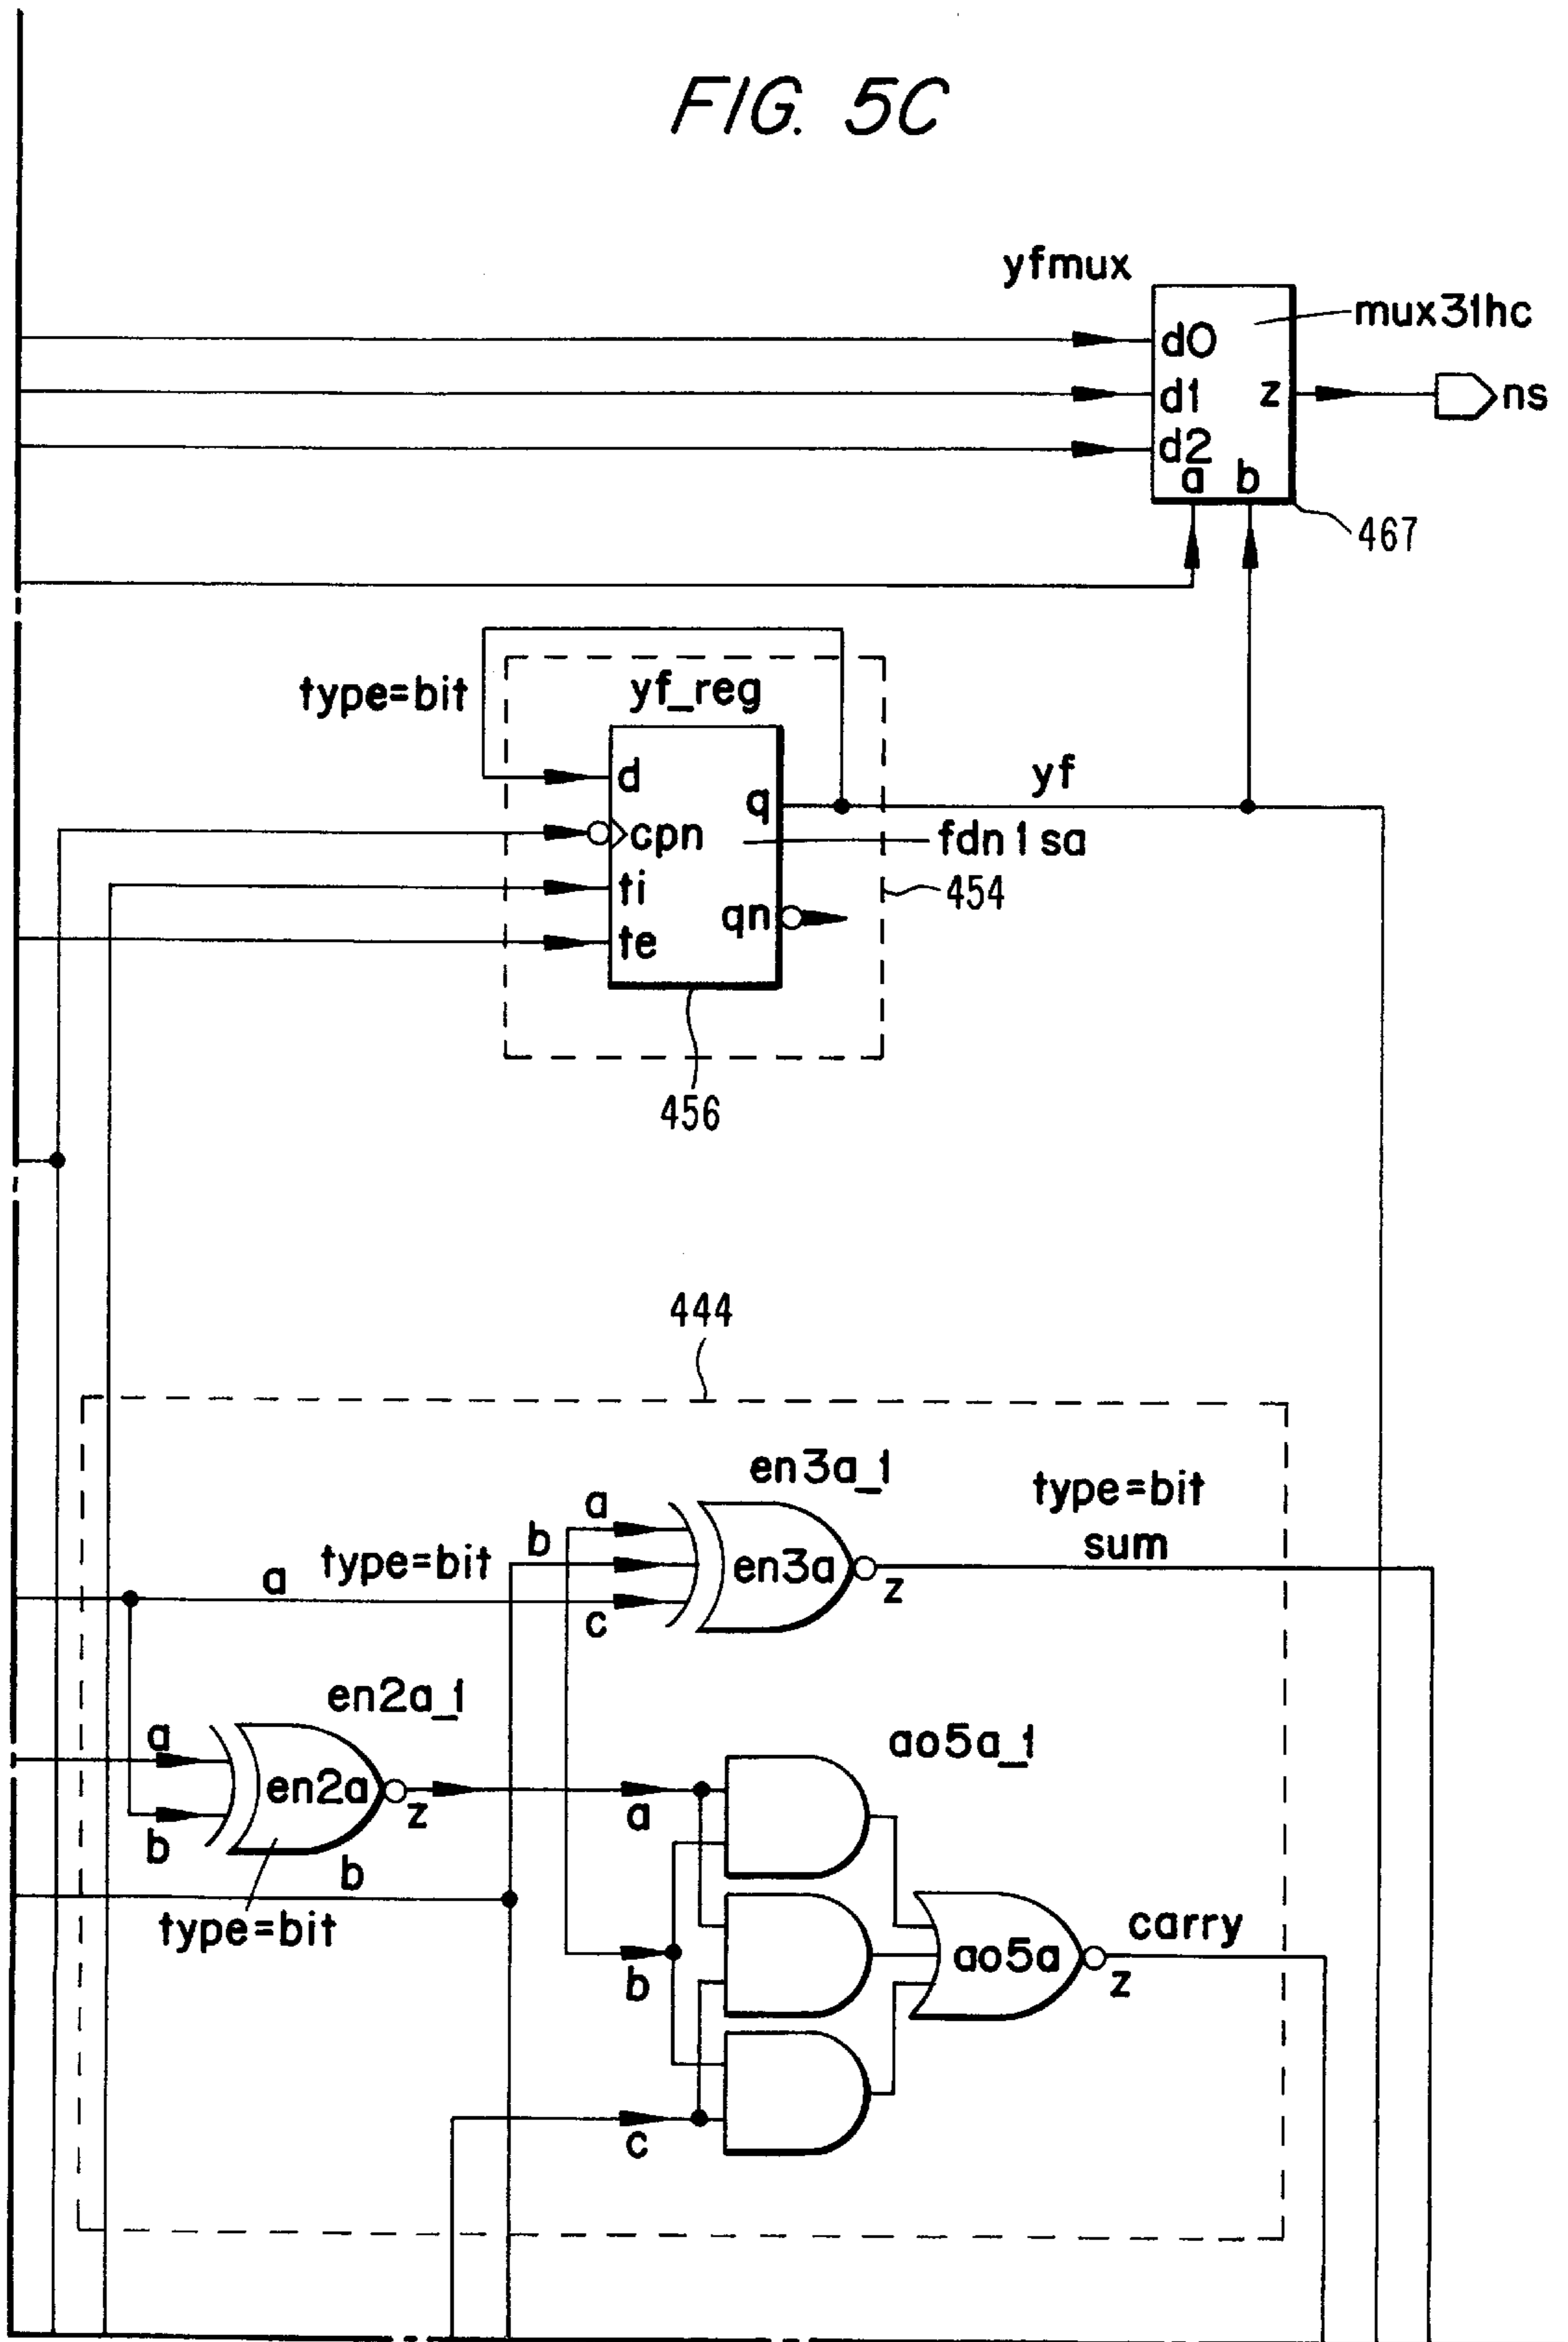 FIG. 5C
yfmux
mux31hc
d0
d1
z
ns
d2
a b
467
type=bit
yf_reg
d
q
yf
cpn
fdn1sa
ti
454
qn
te
456
444
en3a_1
type=bit
a
b
sum
type=bit
en3a
a
z
c
en2a_1
a
ao5a_1
en2a
z
a
b
b
carry
type=bit
ao5a
b
z
c